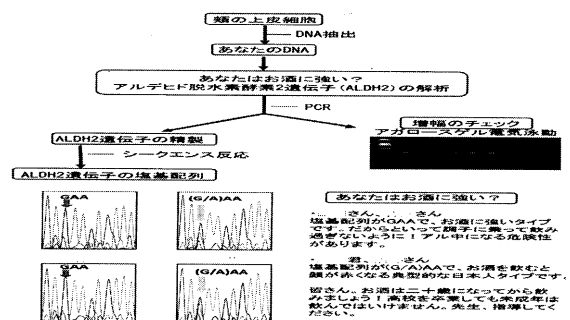 頬の上皮細胞
DNA抽出
あなたのDNA
あなたはお酒に強い?
アルデヒド脱水素酵素2遺伝子(ALDH2)の解析
PCR
増幅のチェック
アガロースゲル電気泳動
ALDH2遺伝子の精製
シークエンス反応
ALDH2遺伝子の塩基配列
GAA
(G/A)AA
GAA
(G/A)AA
あなたはお酒に強い?
さん、 さん
塩基配列がGAAで、お酒に強いタイプ
です。だからといって調子に乗って飲み
過ぎないように!アル中になる危険性
があります。
君、 さん
塩基配列が(G/A)AAで、お酒を飲むと
顔が赤くなる典型的な日本人タイプです。
皆さん、お酒は二十歳になってから飲
みましょう!高校を卒業しても未成年は
飲んではいけません。先生、指導してく
ださい。